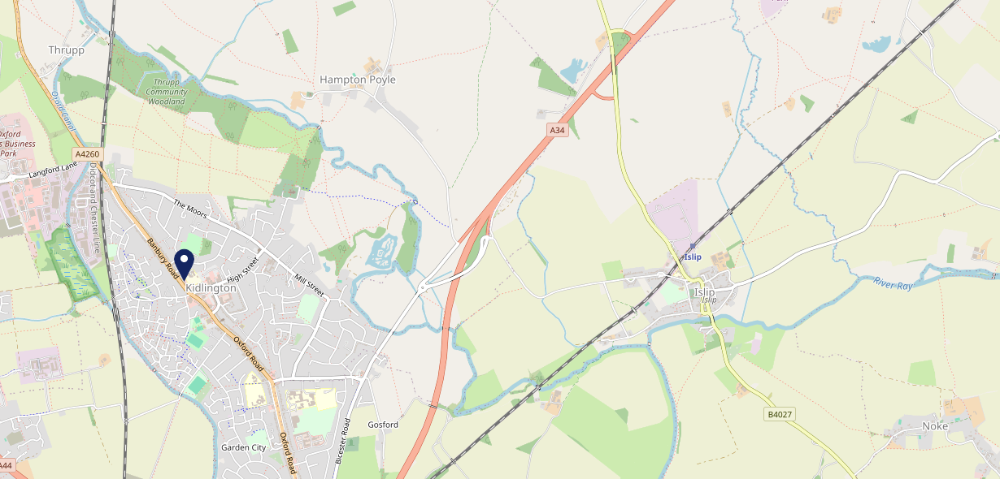 Thrupp
Oxford Canal
Thrupp
Community
Woodland
Hampton Poyle
A34
Oxford
s Business
Park
A4260
Langford Lane
Didcot and Chester Line
The Moors
Banbury Road
High Street
Mill Street
Kidlington
Islip
Islip
Islip
River Ray
Oxford Road
B4027
Noke
Gosford
Bicester Road
Oxford Road
Garden City
A44